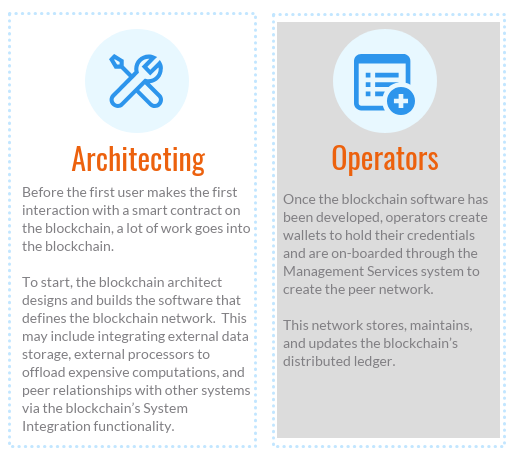 Architecting
Before the first user makes the first
interaction with a smart contract on
the blockchain, a lot of work goes into
the blockchain.
To start, the blockchain architect
designs and builds the software that
defines the blockchain network.  This
may include integrating external data
storage, external processors to
offload expensive computations, and
peer relationships with other systems
via the blockchain's System
Integration functionality.
Operators
Once the blockchain software has
been developed, operators create
wallets to hold their credentials
and are on-boarded through the
Management Services system to
create the peer network.
This network stores, maintains,
and updates the blockchain's
distributed ledger.